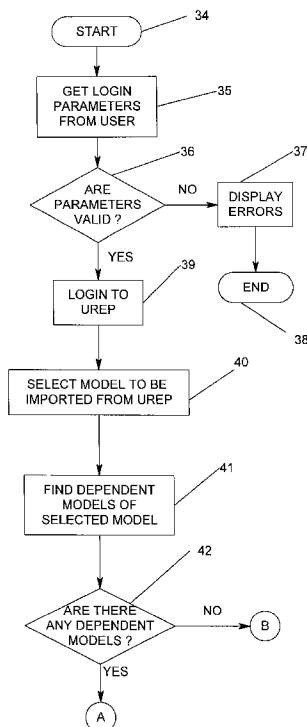 START
34
GET LOGIN
PARAMETERS
FROM USER
35
36
ARE
PARAMETERS
VALID ?
NO
37
DISPLAY
ERRORS
YES
END
38
39
LOGIN TO
UREP
40
SELECT MODEL TO BE
IMPORTED FROM UREP
41
FIND DEPENDENT
MODELS OF
SELECTED MODEL
42
ARE THERE
ANY DEPENDENT
MODELS ?
NO
B
YES
A